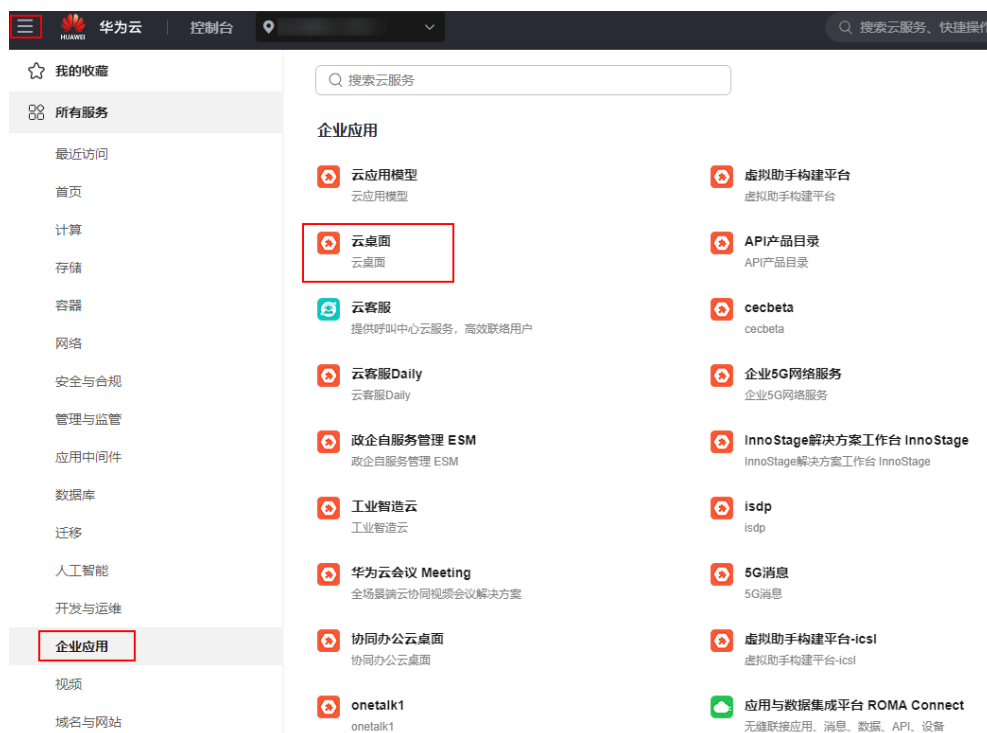 HUAWEI
华为云
控制台
搜索云服务、快捷操作
我的收藏
所有服务
最近访问
首页
计算
存储
容器
网络
安全与合规
管理与监管
应用中间件
数据库
迁移
人工智能
开发与运维
企业应用
视频
域名与网站
搜索云服务
企业应用
云应用模型
云应用模型
虚拟助手构建平台
虚拟助手构建平台
云桌面
云桌面
API产品目录
API产品目录
云客服
提供呼叫中心云服务，高效联络用户
cecbeta
cecbeta
云客服Daily
云客服Daily
企业5G网络服务
企业5G网络服务
政企自服务管理 ESM
政企自服务管理 ESM
InnoStage解决方案工作台 InnoStage
InnoStage解决方案工作台 InnoStage
工业智造云
工业智造云
isdp
isdp
华为云会议 Meeting
全场景端云协同视频会议解决方案
5G消息
5G消息
协同办公云桌面
协同办公云桌面
虚拟助手构建平台-icsl
虚拟助手构建平台-icsl
onetalk1
onetalk1
应用与数据集成平台 ROMA Connect
无缝联接应用、消息、数据、API、设备